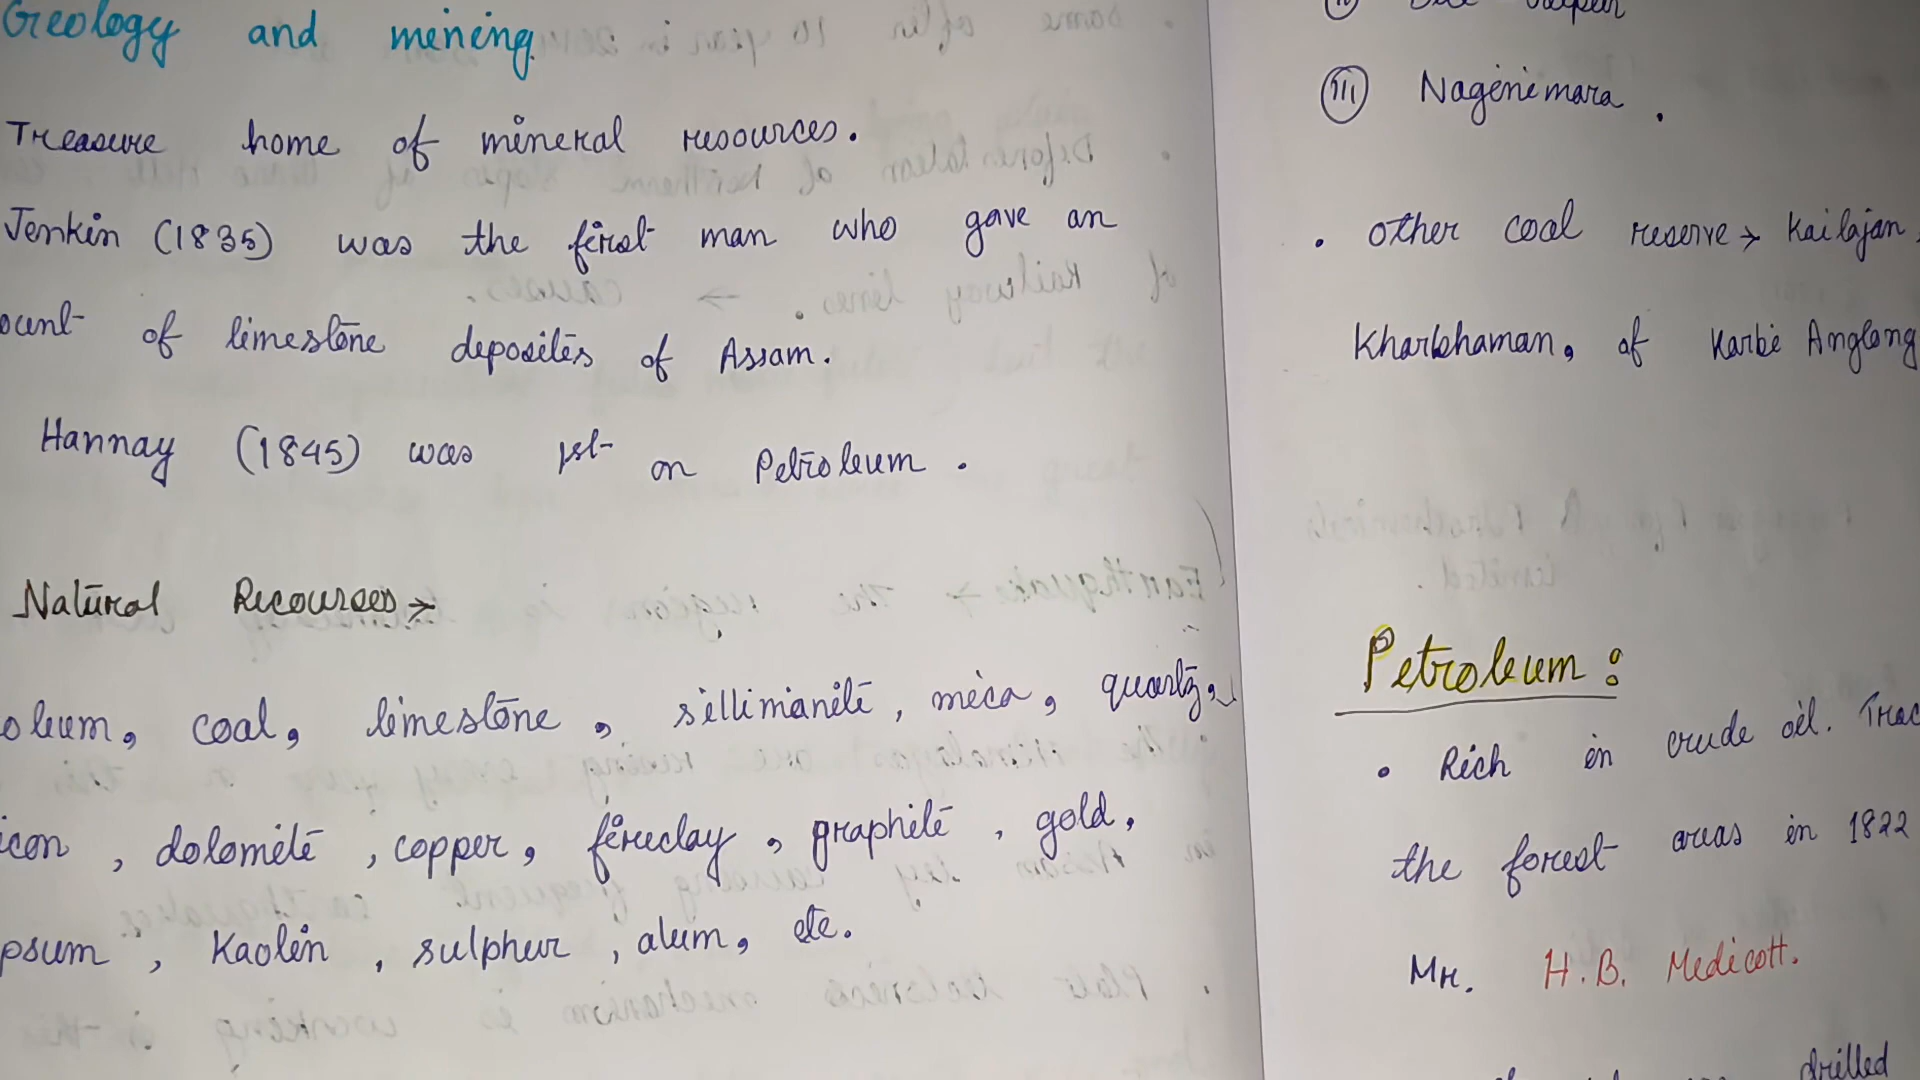 Geology and mining.
Treasure home of mineral resources.
Jenkin (1835) was the first man who gave an
ount of limestone deposites of Assam.
Hannay (1845) was 1st on Petroleum.
Natural Recourses →
oleum, coal, limestone, sillimanite, mica, quartz,
icon, dolomite, copper, fireclay, graphite, gold,
psum, Kaolin, sulphur, alum, etc.
(iii) Naginimara.
• other coal reserve → Kailajan,
of Karbi Anglong
Petroleum:
• Rich in crude oil. Trac
the forest areas in 1822
Mr. H.B. Medicott.
drilled